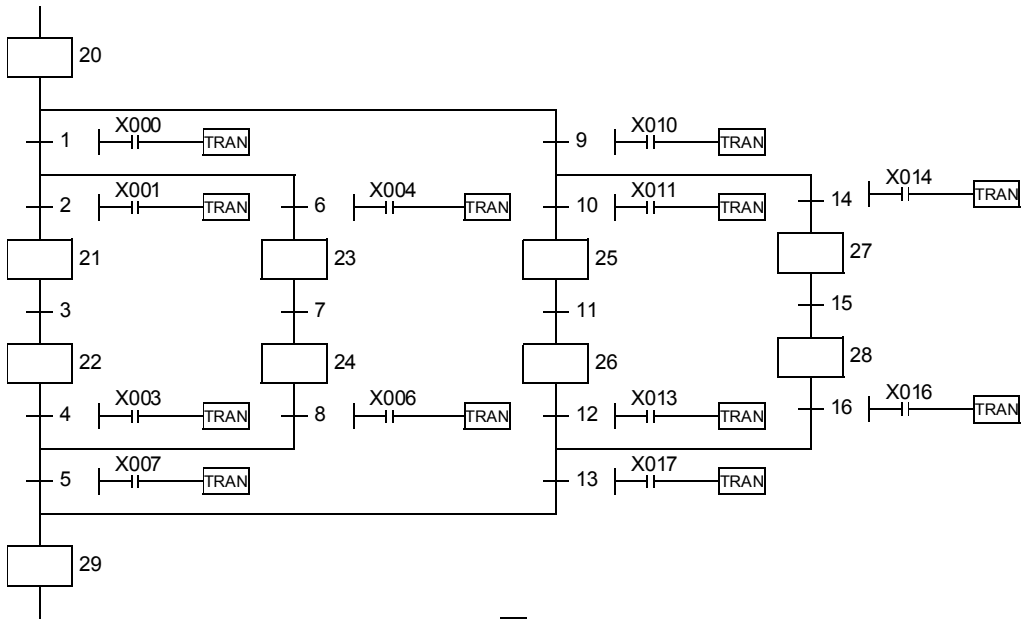 20
1 X000 TRAN 9 X010 TRAN
2 X001 TRAN 6 X004 TRAN 10 X011 TRAN 14 X014 TRAN
21 23 25 27
3 7 11 15
22 24 26 28
4 X003 TRAN 8 X006 TRAN 12 X013 TRAN 16 X016 TRAN
5 X007 TRAN 13 X017 TRAN
29